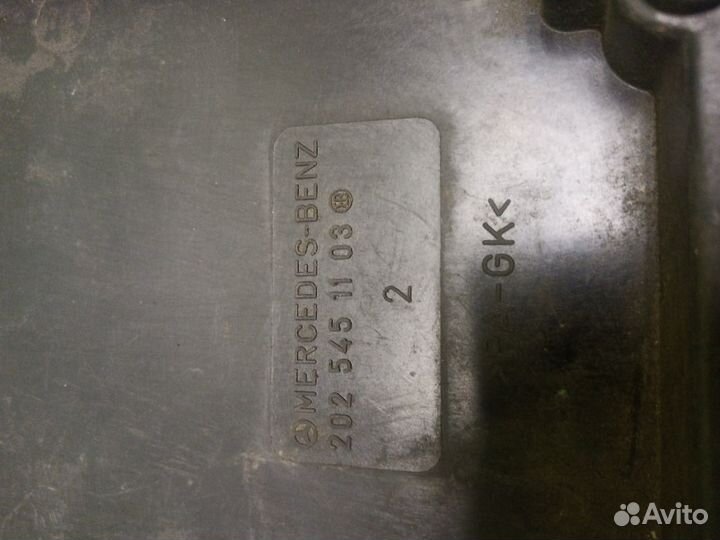 MERCEDES-BENZ
202 545 11 03
2
GK<
Avito